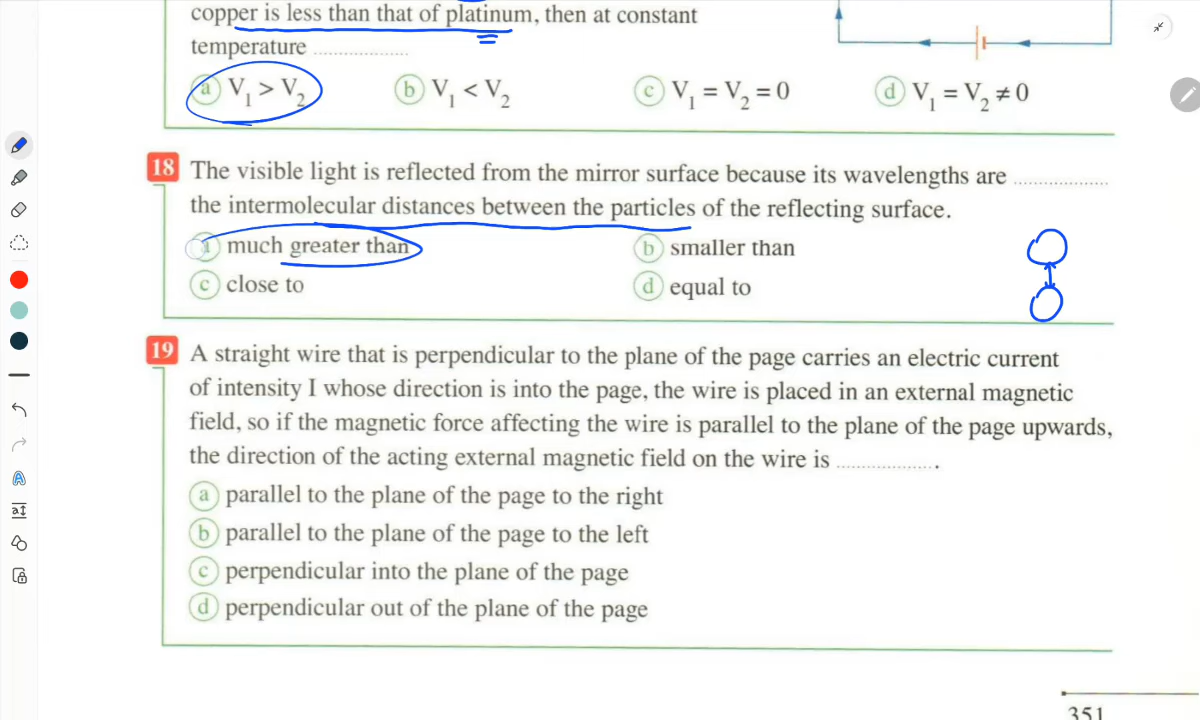 copper is less than that of platinum, then at constant
temperature ....................
a V₁ > V₂ b V₁ < V₂ c V₁ = V₂ = 0 d V₁ = V₂ ≠ 0
18 The visible light is reflected from the mirror surface because its wavelengths are ....................
the intermolecular distances between the particles of the reflecting surface.
a much greater than b smaller than
c close to d equal to
19 A straight wire that is perpendicular to the plane of the page carries an electric current
of intensity I whose direction is into the page, the wire is placed in an external magnetic
field, so if the magnetic force affecting the wire is parallel to the plane of the page upwards,
the direction of the acting external magnetic field on the wire is .................... .
a parallel to the plane of the page to the right
b parallel to the plane of the page to the left
c perpendicular into the plane of the page
d perpendicular out of the plane of the page
351